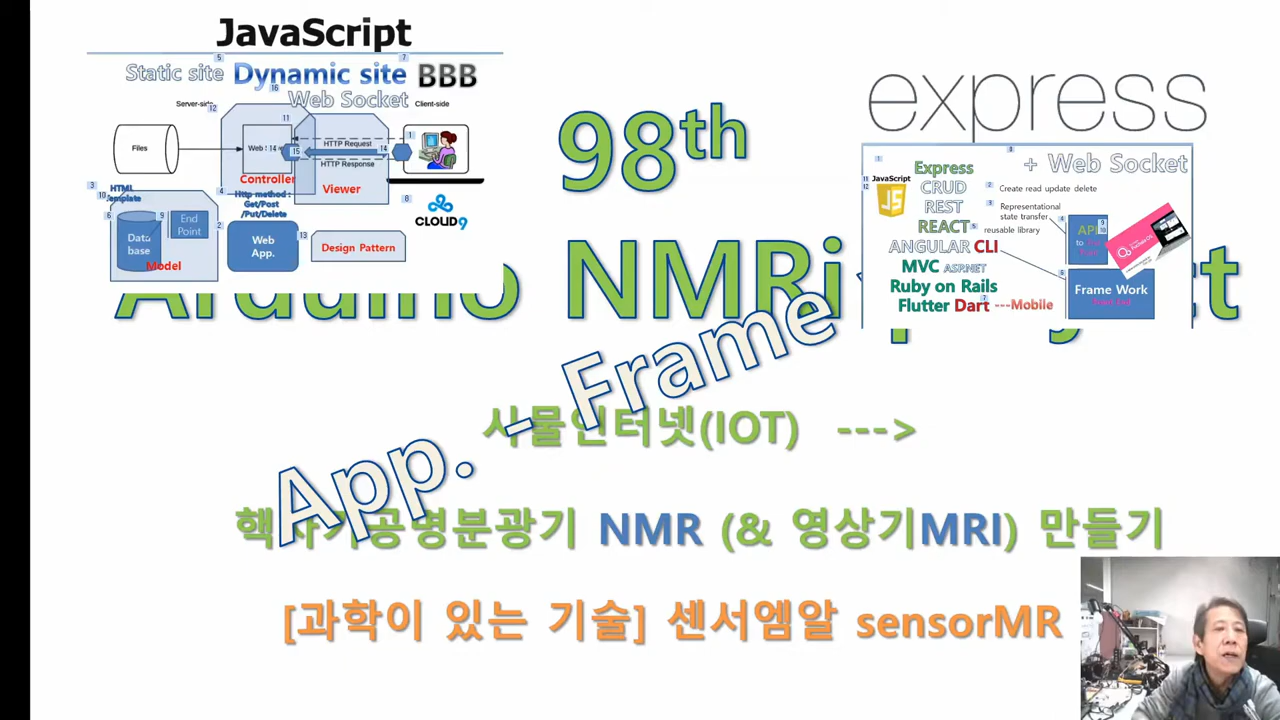 JavaScript
Static site Dynamic site BBB
Web Socket
Server-side
Client-side
Files
HTTP Request
HTTP Response
Controller
Viewer
HTML
Template
Http method :
Get/Post
/Put/Delete
End
Point
Data
base
Model
Web
App.
Design Pattern
CLOUD9
express
+ Web Socket
JavaScript
JS
Express
CRUD
REST
REACT
ANGULAR CLI
MVC ASP.NET
Ruby on Rails
Flutter Dart ---Mobile
Create read update delete
Representational
state transfer
reusable library
API
Frame Work
98th
Arduino NMRi
App. - Frame
사물인터넷(IOT) --->
핵자기공명분광기 NMR (& 영상기MRI) 만들기
[과학이 있는 기술] 센서엠알 sensorMR